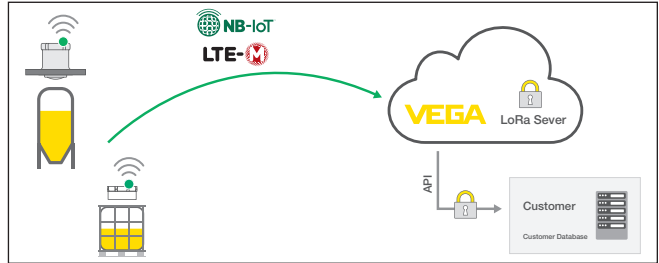 NB-IoT
LTE-M
VEGA
LoRa Sever
API
Customer
Customer Database